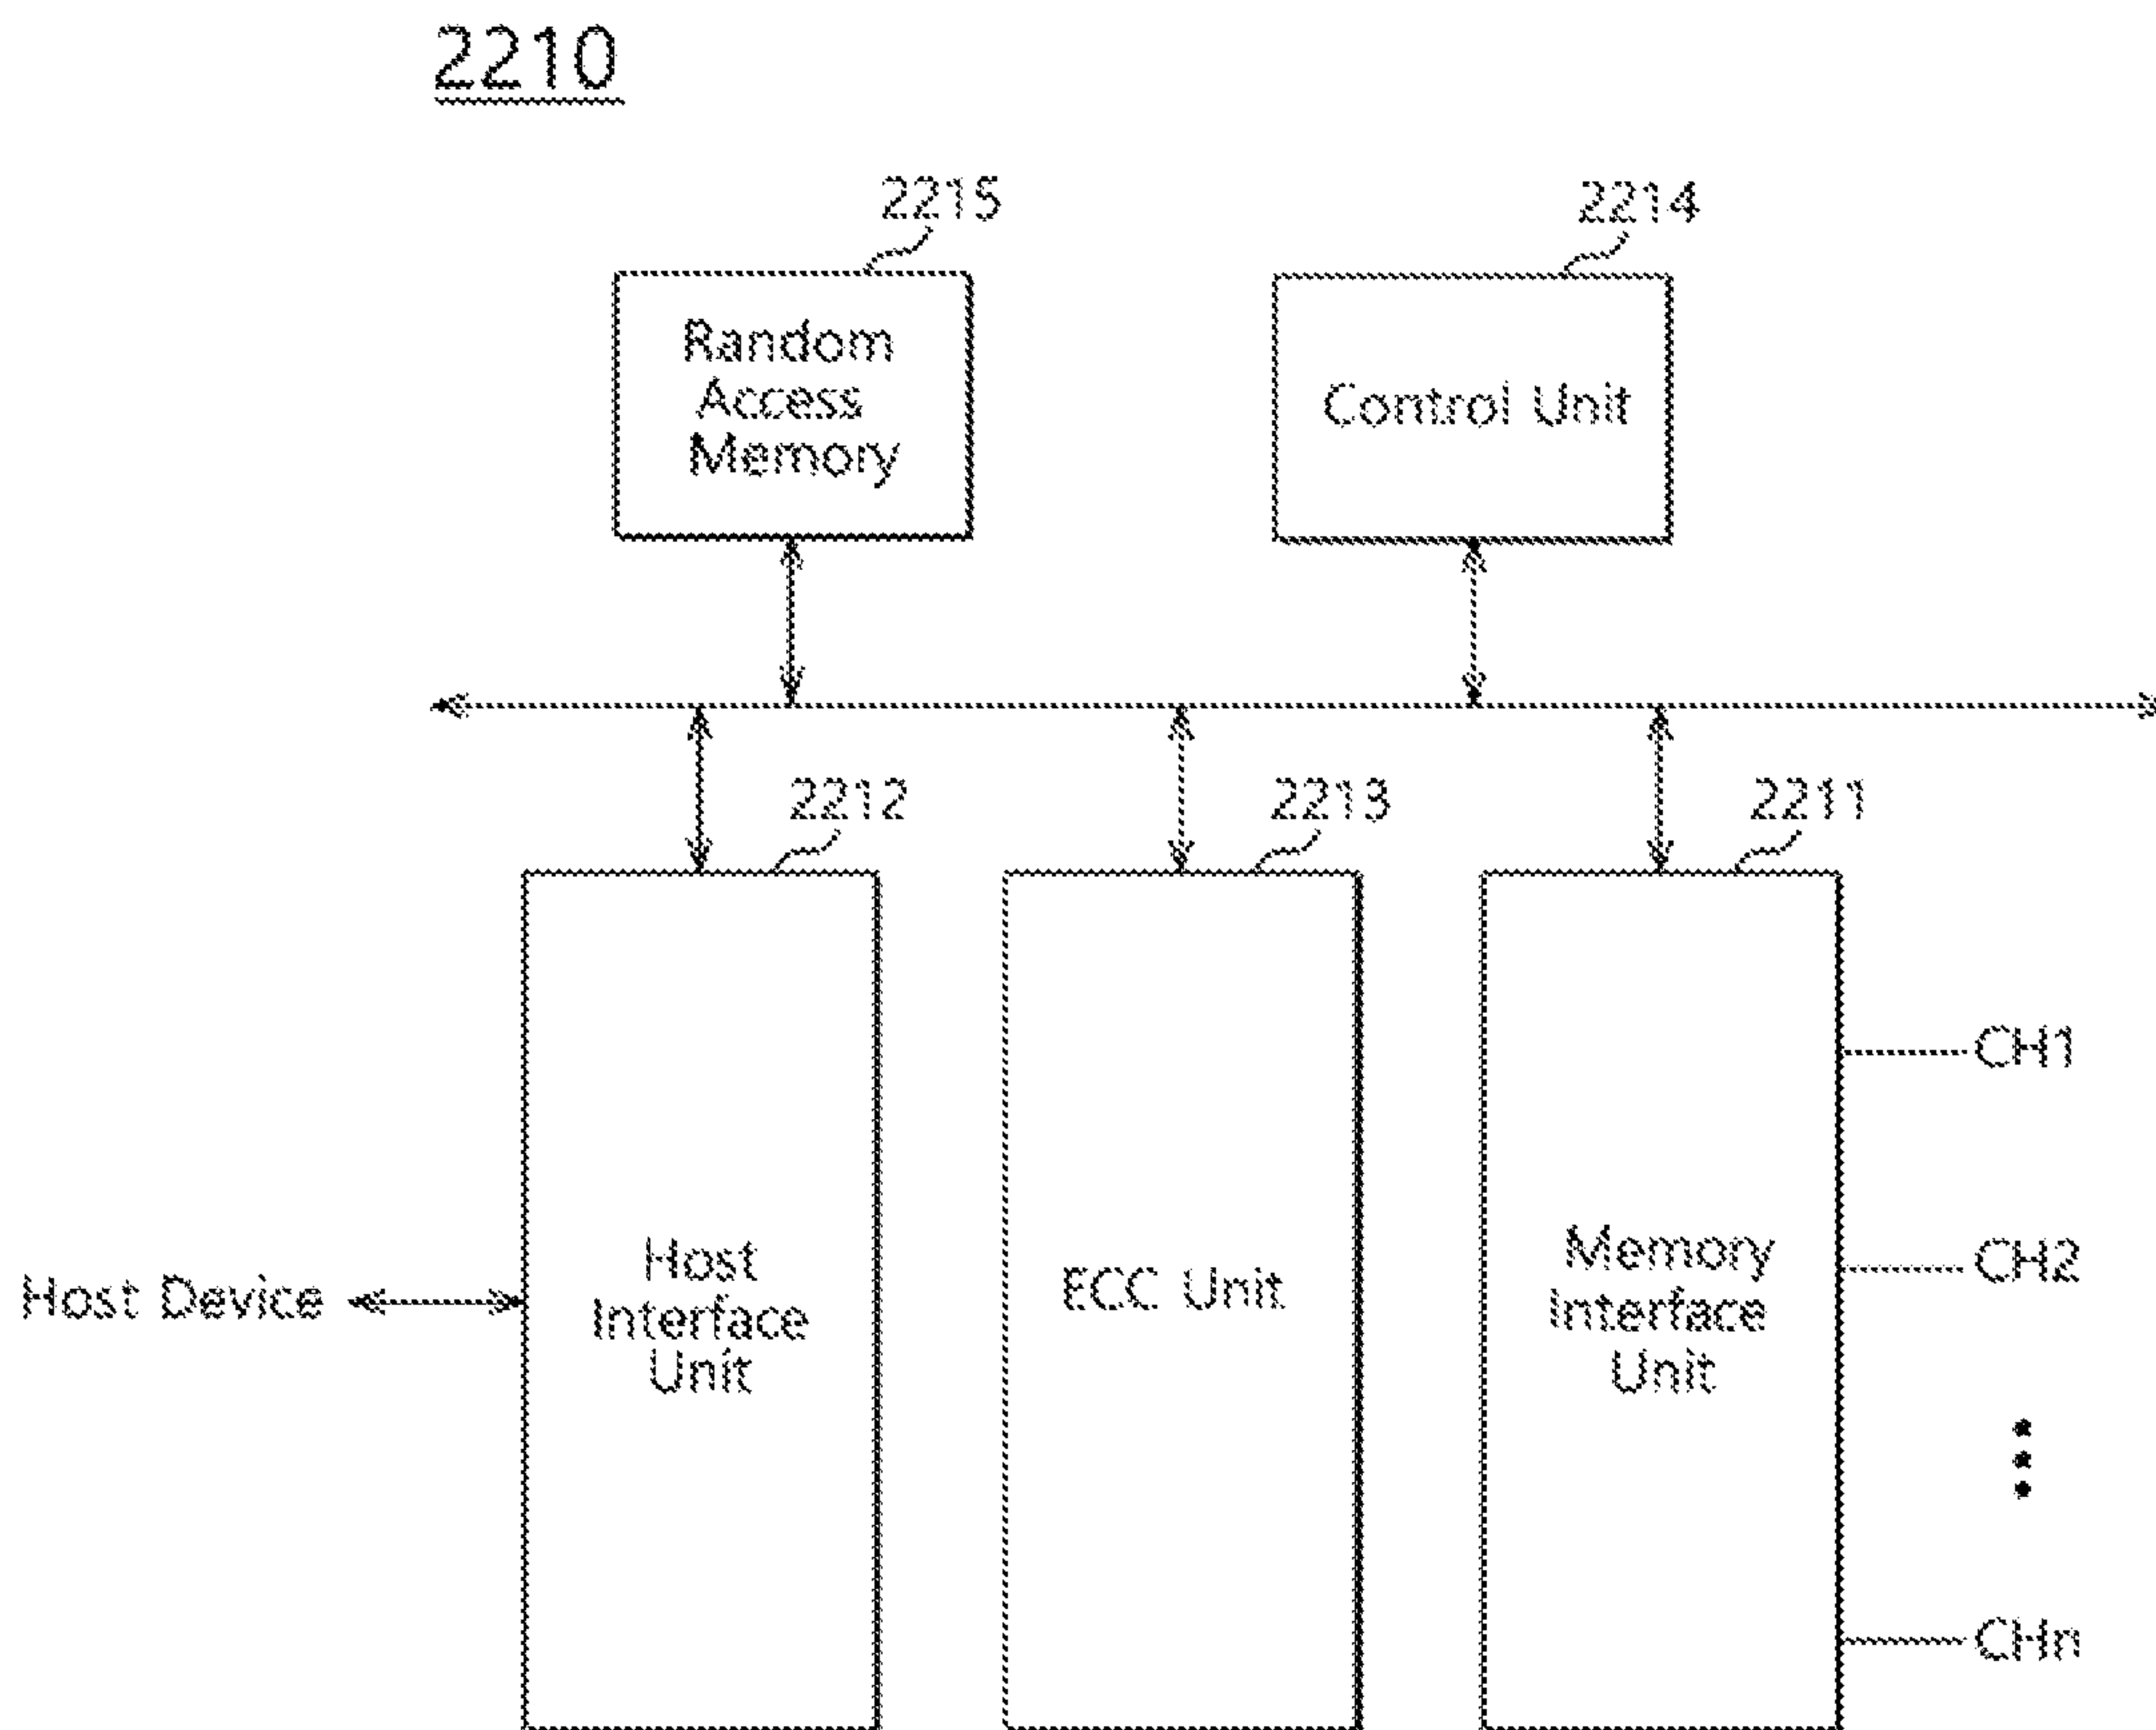 2210
2215
2214
Random
Access
Memory
Control Unit
2212
2213
2211
Host
Interface
Unit
ECC Unit
Memory
Interface
Unit
Host Device
CH1
CH2
CHn